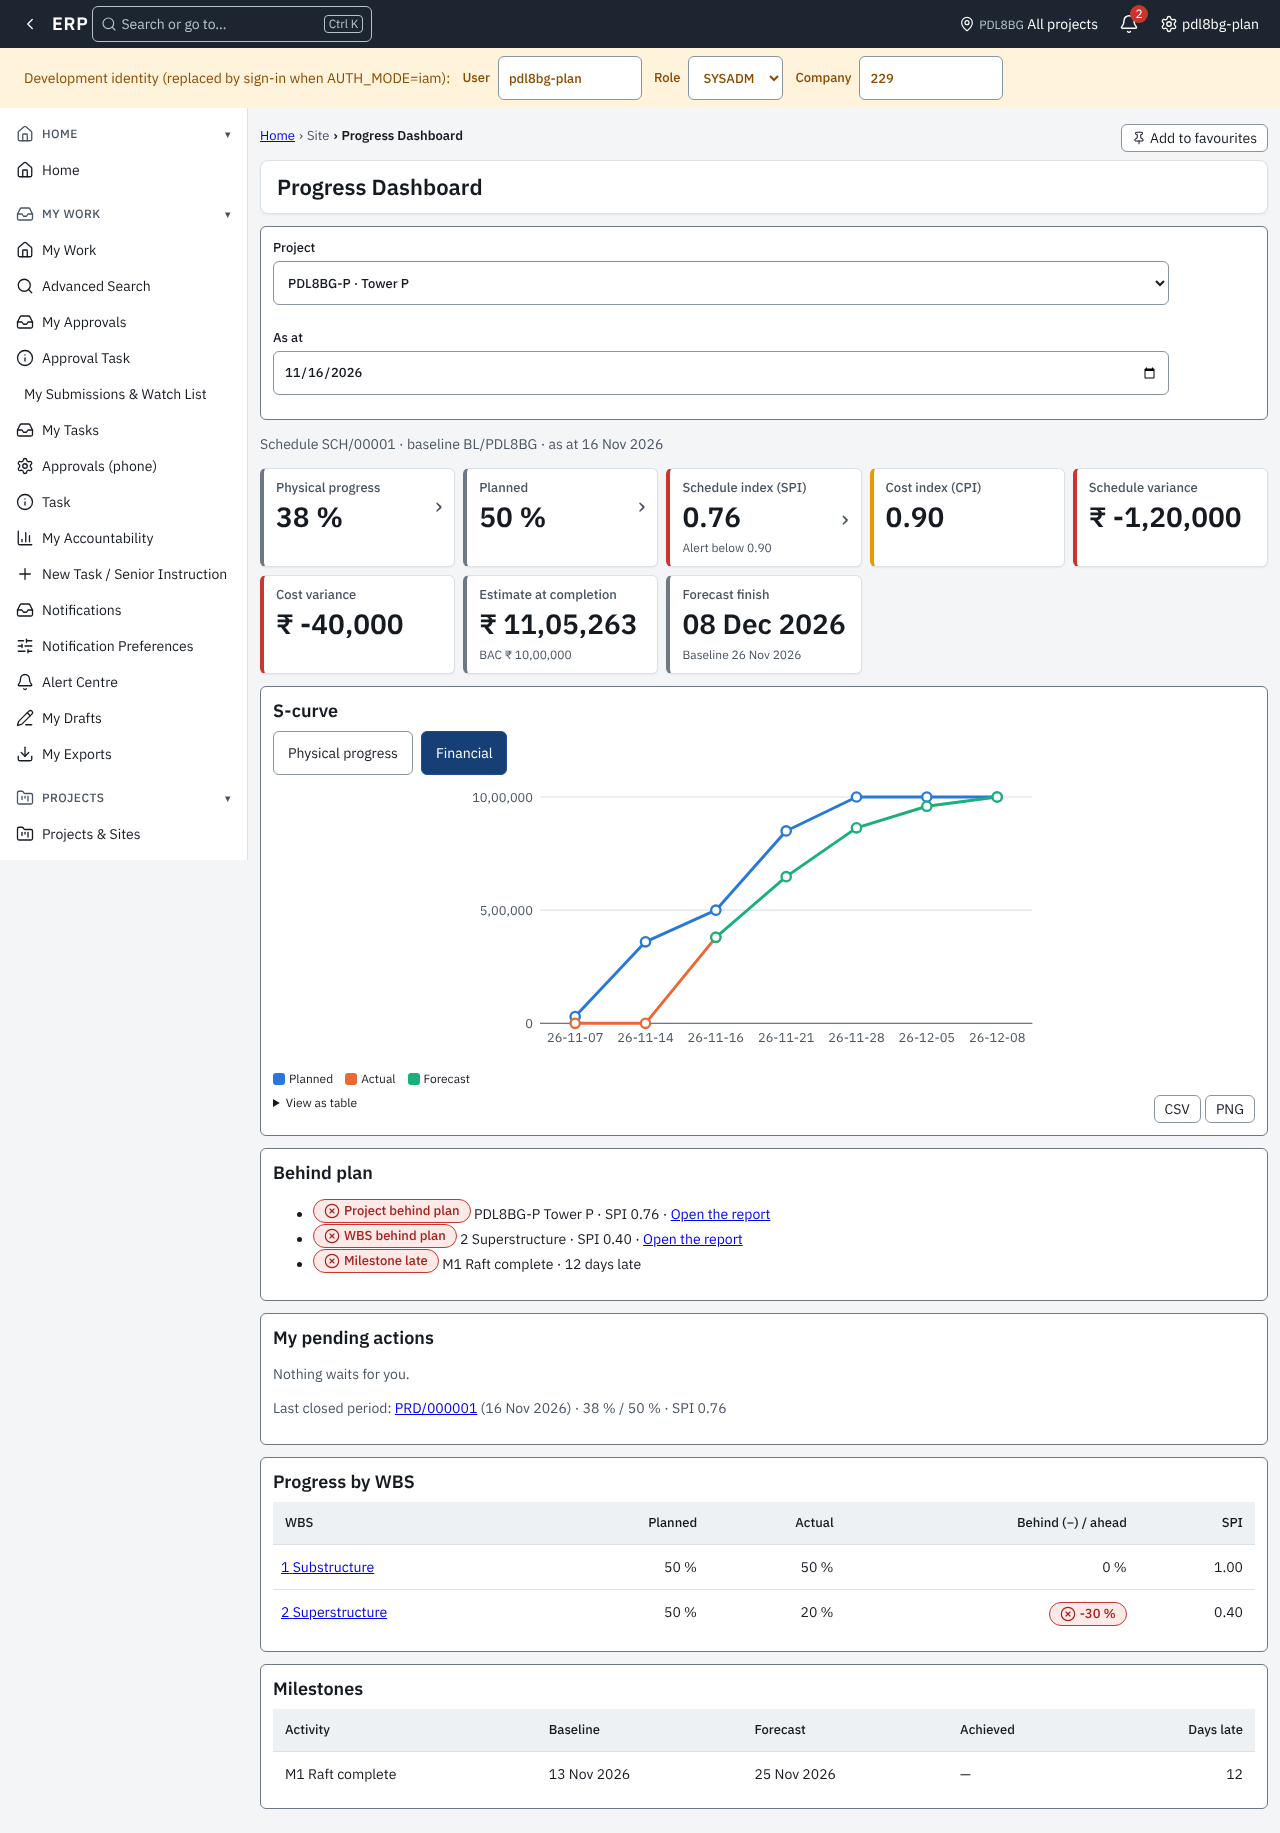 ERP
Search or go to...
Ctrl K
PDL8BG All projects
2
pdl8bg-plan
Development identity (replaced by sign-in when AUTH_MODE=iam):
User
pdl8bg-plan
Role
SYSADM
Company
229
HOME
Home
MY WORK
My Work
Advanced Search
My Approvals
Approval Task
My Submissions & Watch List
My Tasks
Approvals (phone)
Task
My Accountability
New Task / Senior Instruction
Notifications
Notification Preferences
Alert Centre
My Drafts
My Exports
PROJECTS
Projects & Sites
Home › Site › Progress Dashboard
Add to favourites
Progress Dashboard
Project
PDL8BG-P · Tower P
As at
11/16/2026
Schedule SCH/00001 · baseline BL/PDL8BG · as at 16 Nov 2026
Physical progress
38 %
Planned
50 %
Schedule index (SPI)
0.76
Alert below 0.90
Cost index (CPI)
0.90
Schedule variance
₹ -1,20,000
Cost variance
₹ -40,000
Estimate at completion
₹ 11,05,263
BAC ₹ 10,00,000
Forecast finish
08 Dec 2026
Baseline 26 Nov 2026
S-curve
Physical progress
Financial
10,00,000
5,00,000
0
26-11-07 26-11-14 26-11-16 26-11-21 26-11-28 26-12-05 26-12-08
Planned Actual Forecast
View as table
CSV
PNG
Behind plan
Project behind plan PDL8BG-P Tower P · SPI 0.76 · Open the report
WBS behind plan 2 Superstructure · SPI 0.40 · Open the report
Milestone late M1 Raft complete · 12 days late
My pending actions
Nothing waits for you.
Last closed period: PRD/000001 (16 Nov 2026) · 38 % / 50 % · SPI 0.76
Progress by WBS
WBS Planned Actual Behind (−) / ahead SPI
1 Substructure 50 % 50 % 0 % 1.00
2 Superstructure 50 % 20 % -30 % 0.40
Milestones
Activity Baseline Forecast Achieved Days late
M1 Raft complete 13 Nov 2026 25 Nov 2026 — 12